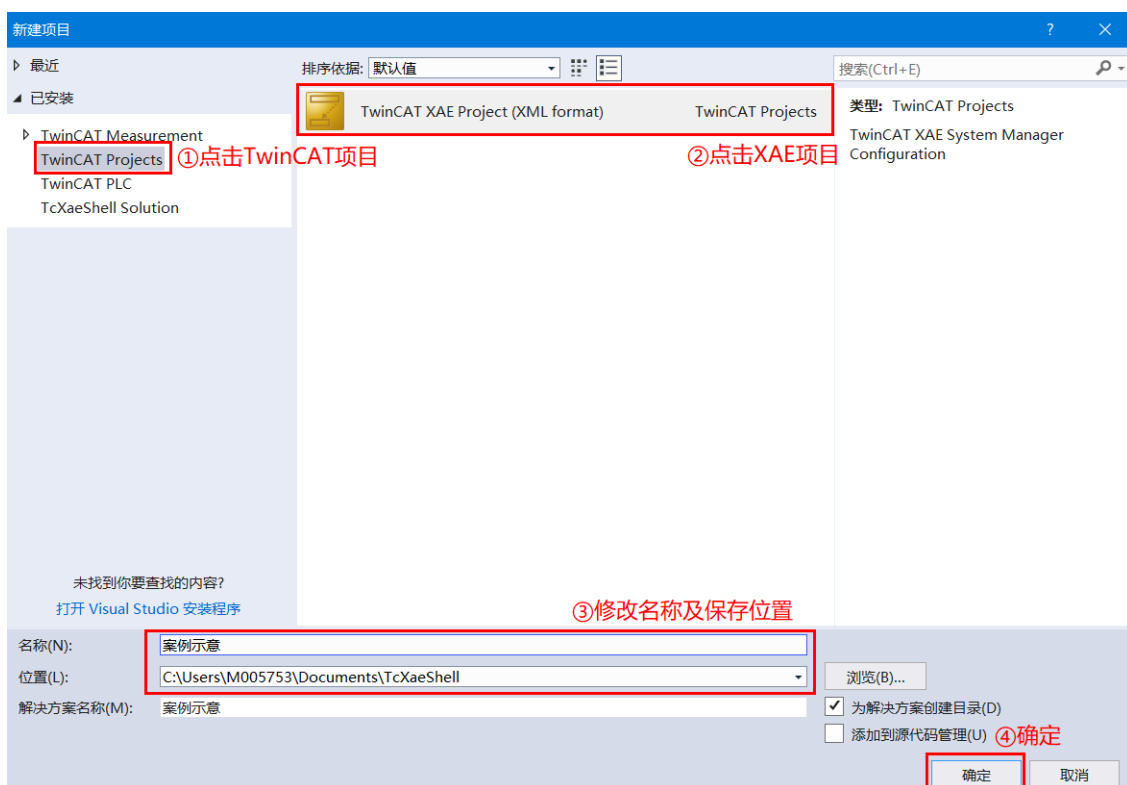 新建项目
最近
排序依据: 默认值
搜索(Ctrl+E)
已安装
TwinCAT XAE Project (XML format) TwinCAT Projects
类型: TwinCAT Projects
TwinCAT Measurement
TwinCAT XAE System Manager
Configuration
TwinCAT Projects ①点击TwinCAT项目
②点击XAE项目
TwinCAT PLC
TcXaeShell Solution
未找到你要查找的内容?
打开 Visual Studio 安装程序
③修改名称及保存位置
名称(N): 案例示意
位置(L): C:\Users\M005753\Documents\TcXaeShell 浏览(B)...
解决方案名称(M): 案例示意 为解决方案创建目录(D)
添加到源代码管理(U) ④确定
确定 取消